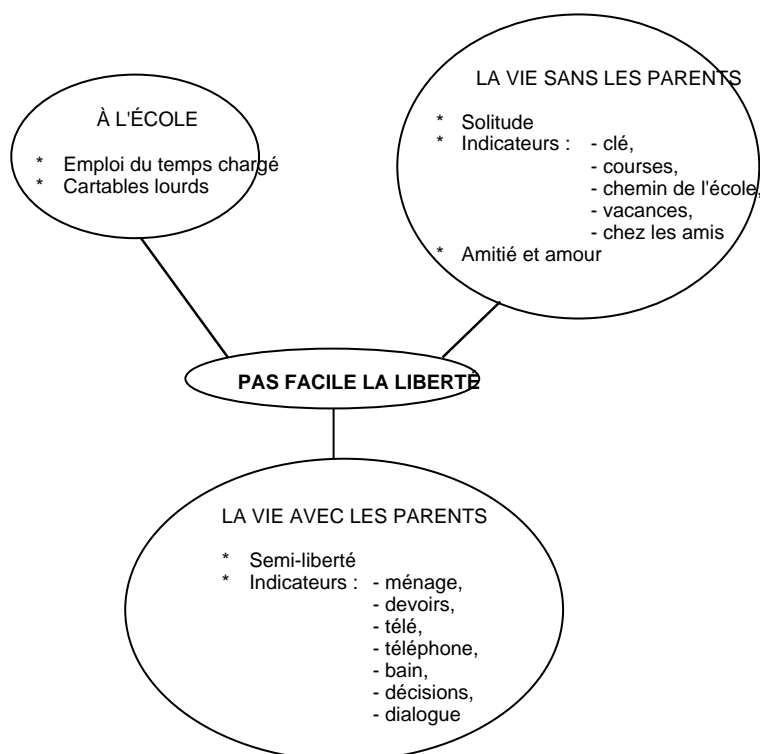 À L'ÉCOLE
* Emploi du temps chargé
* Cartables lourds
LA VIE SANS LES PARENTS
* Solitude
* Indicateurs : - clé,
- courses,
- chemin de l'école,
- vacances,
- chez les amis
* Amitié et amour
PAS FACILE LA LIBERTÉ
LA VIE AVEC LES PARENTS
* Semi-liberté
* Indicateurs : - ménage,
- devoirs,
- télé,
- téléphone,
- bain,
- décisions,
- dialogue